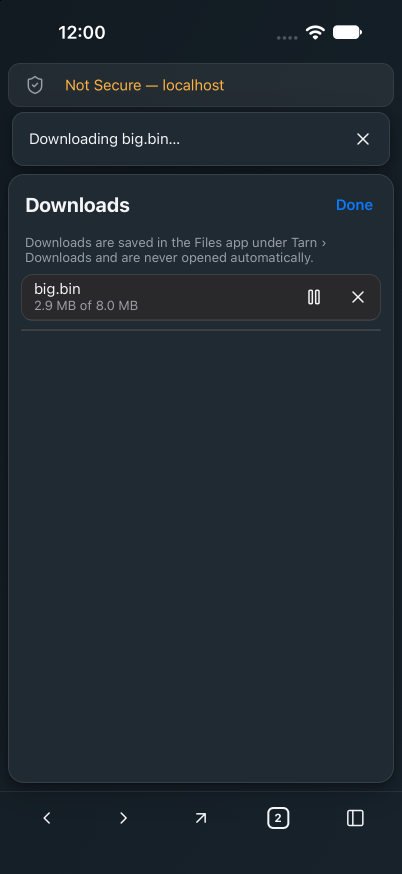 12:00
Not Secure — localhost
Downloading big.bin...
Downloads
Done
Downloads are saved in the Files app under Tarn ›
Downloads and are never opened automatically.
big.bin
2.9 MB of 8.0 MB
2